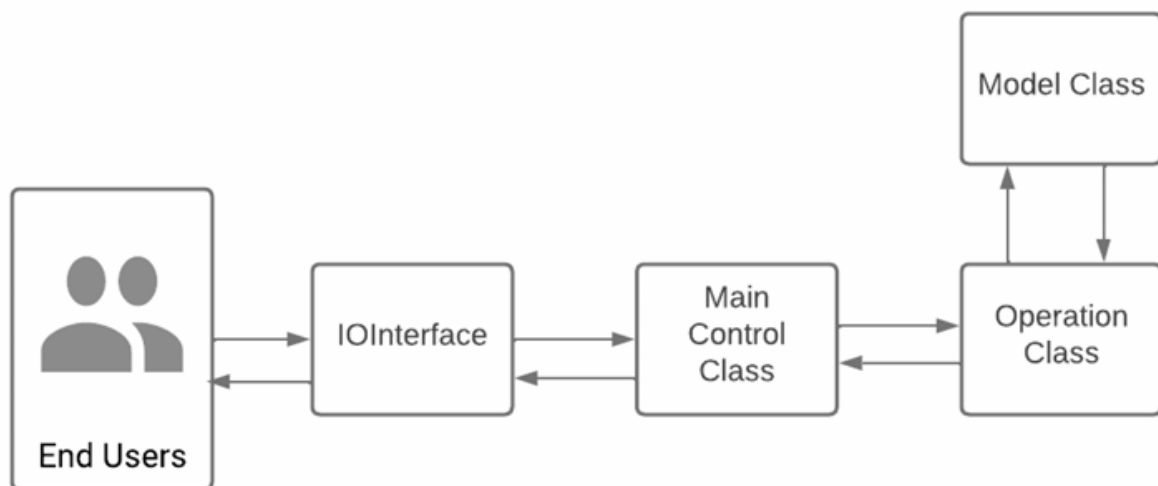 Model Class
IOInterface
Main
Control
Class
Operation
Class
End Users